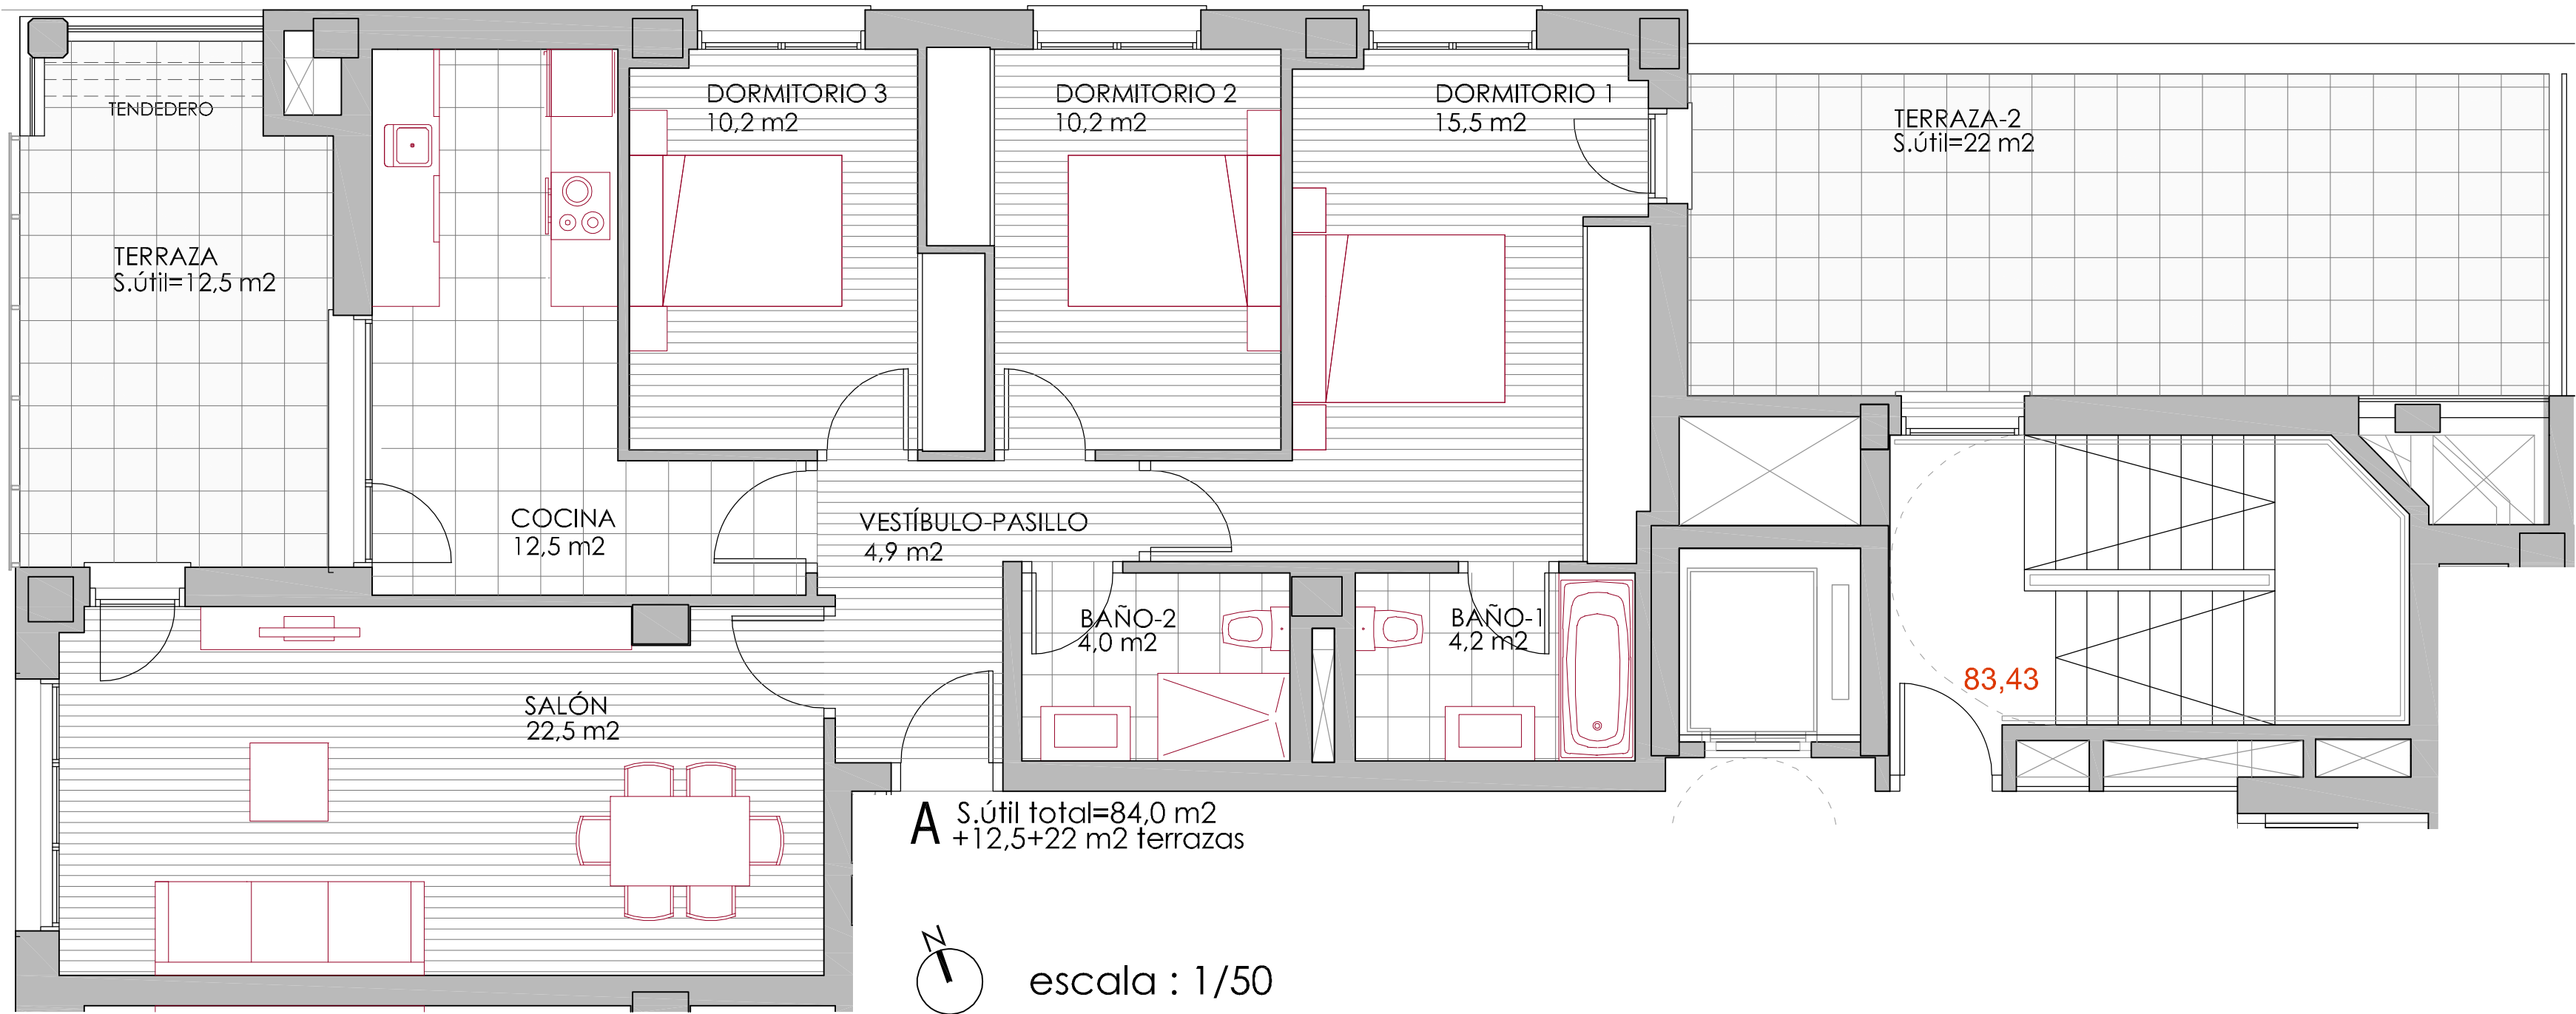 DORMITORIO 3
10,2 m2
DORMITORIO 2
10,2 m2
DORMITORIO 1
15,5 m2
TENDEDERO
TERRAZA-2
S.útil=22 m2
TERRAZA
S.útil=12,5 m2
COCINA
12,5 m2
VESTÍBULO-PASILLO
4,9 m2
BAÑO-2
4,0 m2
BAÑO-1
4,2 m2
83,43
SALÓN
22,5 m2
A S.útil total=84,0 m2
+12,5+22 m2 terrazas
N
escala : 1/50